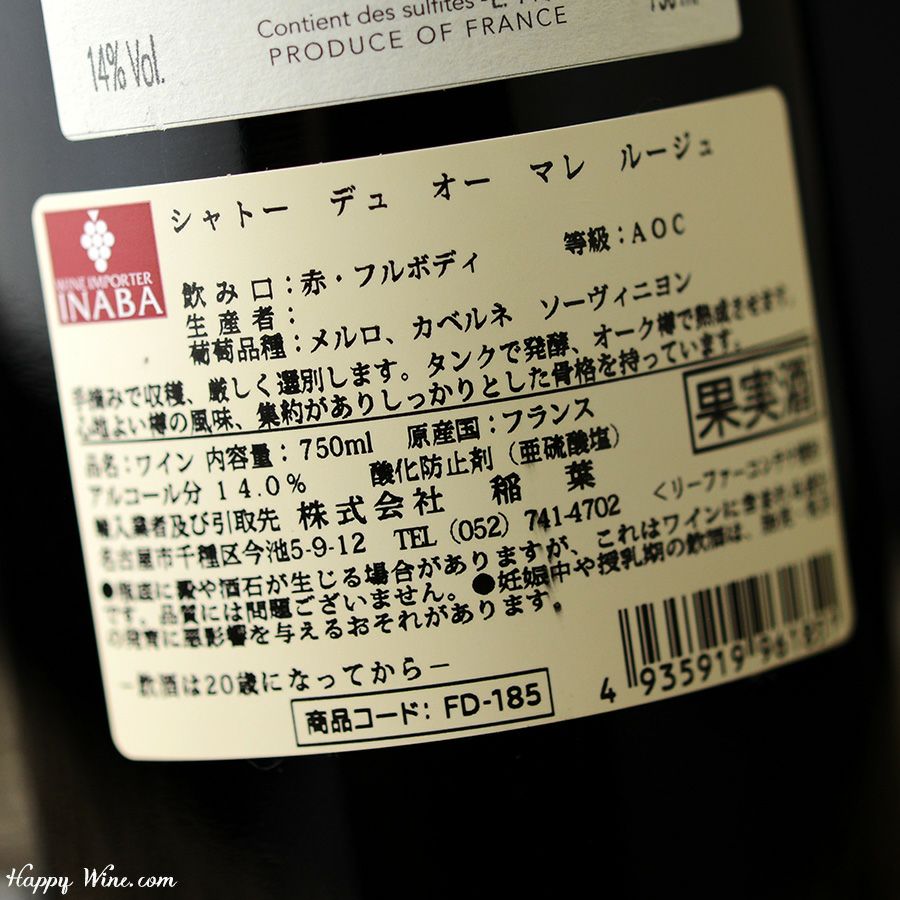 Contient des sulfites
PRODUCE OF FRANCE
14% Vol.
シャトー デュ オー マレ ルージュ
WINE IMPORTER
INABA
飲み口：赤・フルボディ 等級：AOC
生産者：
葡萄品種：メルロ、カベルネ ソーヴィニヨン
手摘みで収穫、厳しく選別します。タンクで発酵、オーク樽で熟成させます。
心地よい樽の風味、集約がありしっかりとした骨格を持っています。
品名：ワイン 内容量：750ml 原産国：フランス
果実酒
アルコール分 14.0% 酸化防止剤（亜硫酸塩）
輸入業者及び引取先 株式会社 稲葉
名古屋市千種区今池5-9-12 TEL（052）741-4702
●瓶底に澱や酒石が生じる場合がありますが、これはワインに含まれ
です。品質には問題ございません。●妊娠中や授乳期の飲酒は、
の発育に悪影響を与えるおそれがあります。
－飲酒は20歳になってから－
商品コード：FD-185
4 935919
Happy Wine.com